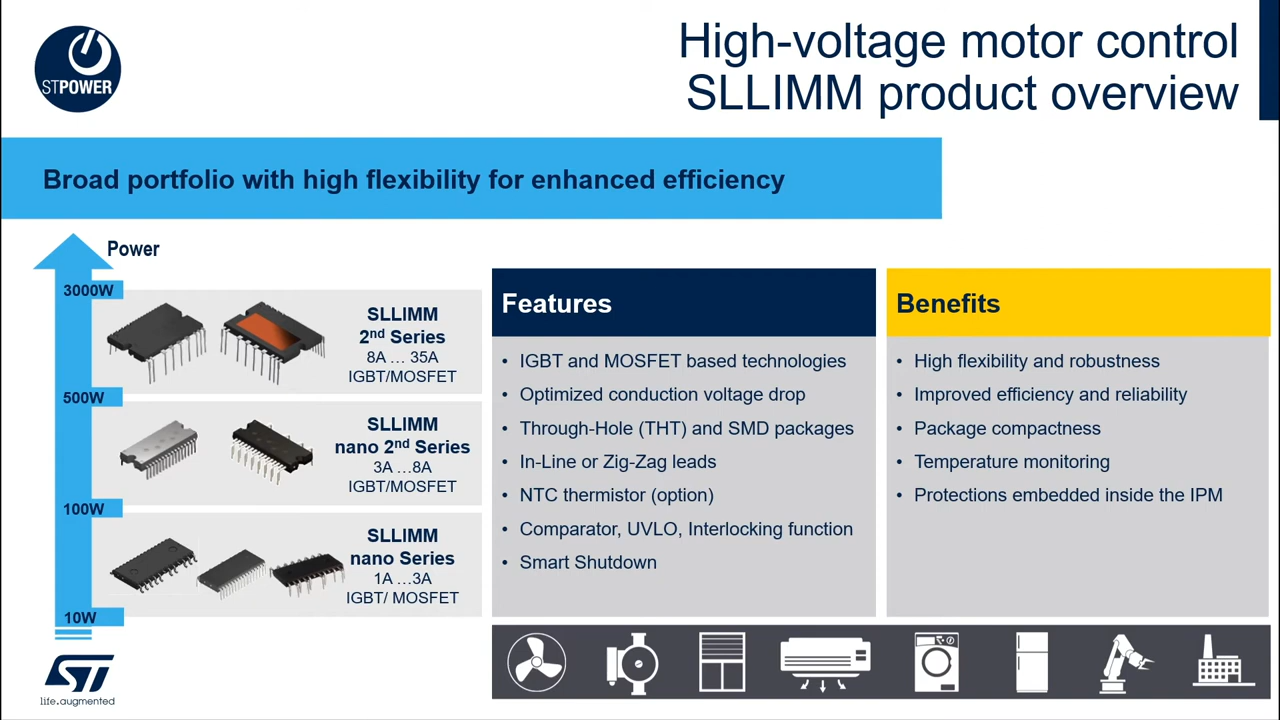 High-voltage motor control
SLLIMM product overview
STPOWER
Broad portfolio with high flexibility for enhanced efficiency
Power
3000W
SLLIMM
2nd Series
8A … 35A
IGBT/MOSFET
500W
SLLIMM
nano 2nd Series
3A …8A
IGBT/MOSFET
100W
SLLIMM
nano Series
1A …3A
IGBT/ MOSFET
10W
Features
• IGBT and MOSFET based technologies
• Optimized conduction voltage drop
• Through-Hole (THT) and SMD packages
• In-Line or Zig-Zag leads
• NTC thermistor (option)
• Comparator, UVLO, Interlocking function
• Smart Shutdown
Benefits
• High flexibility and robustness
• Improved efficiency and reliability
• Package compactness
• Temperature monitoring
• Protections embedded inside the IPM
ST
life.augmented